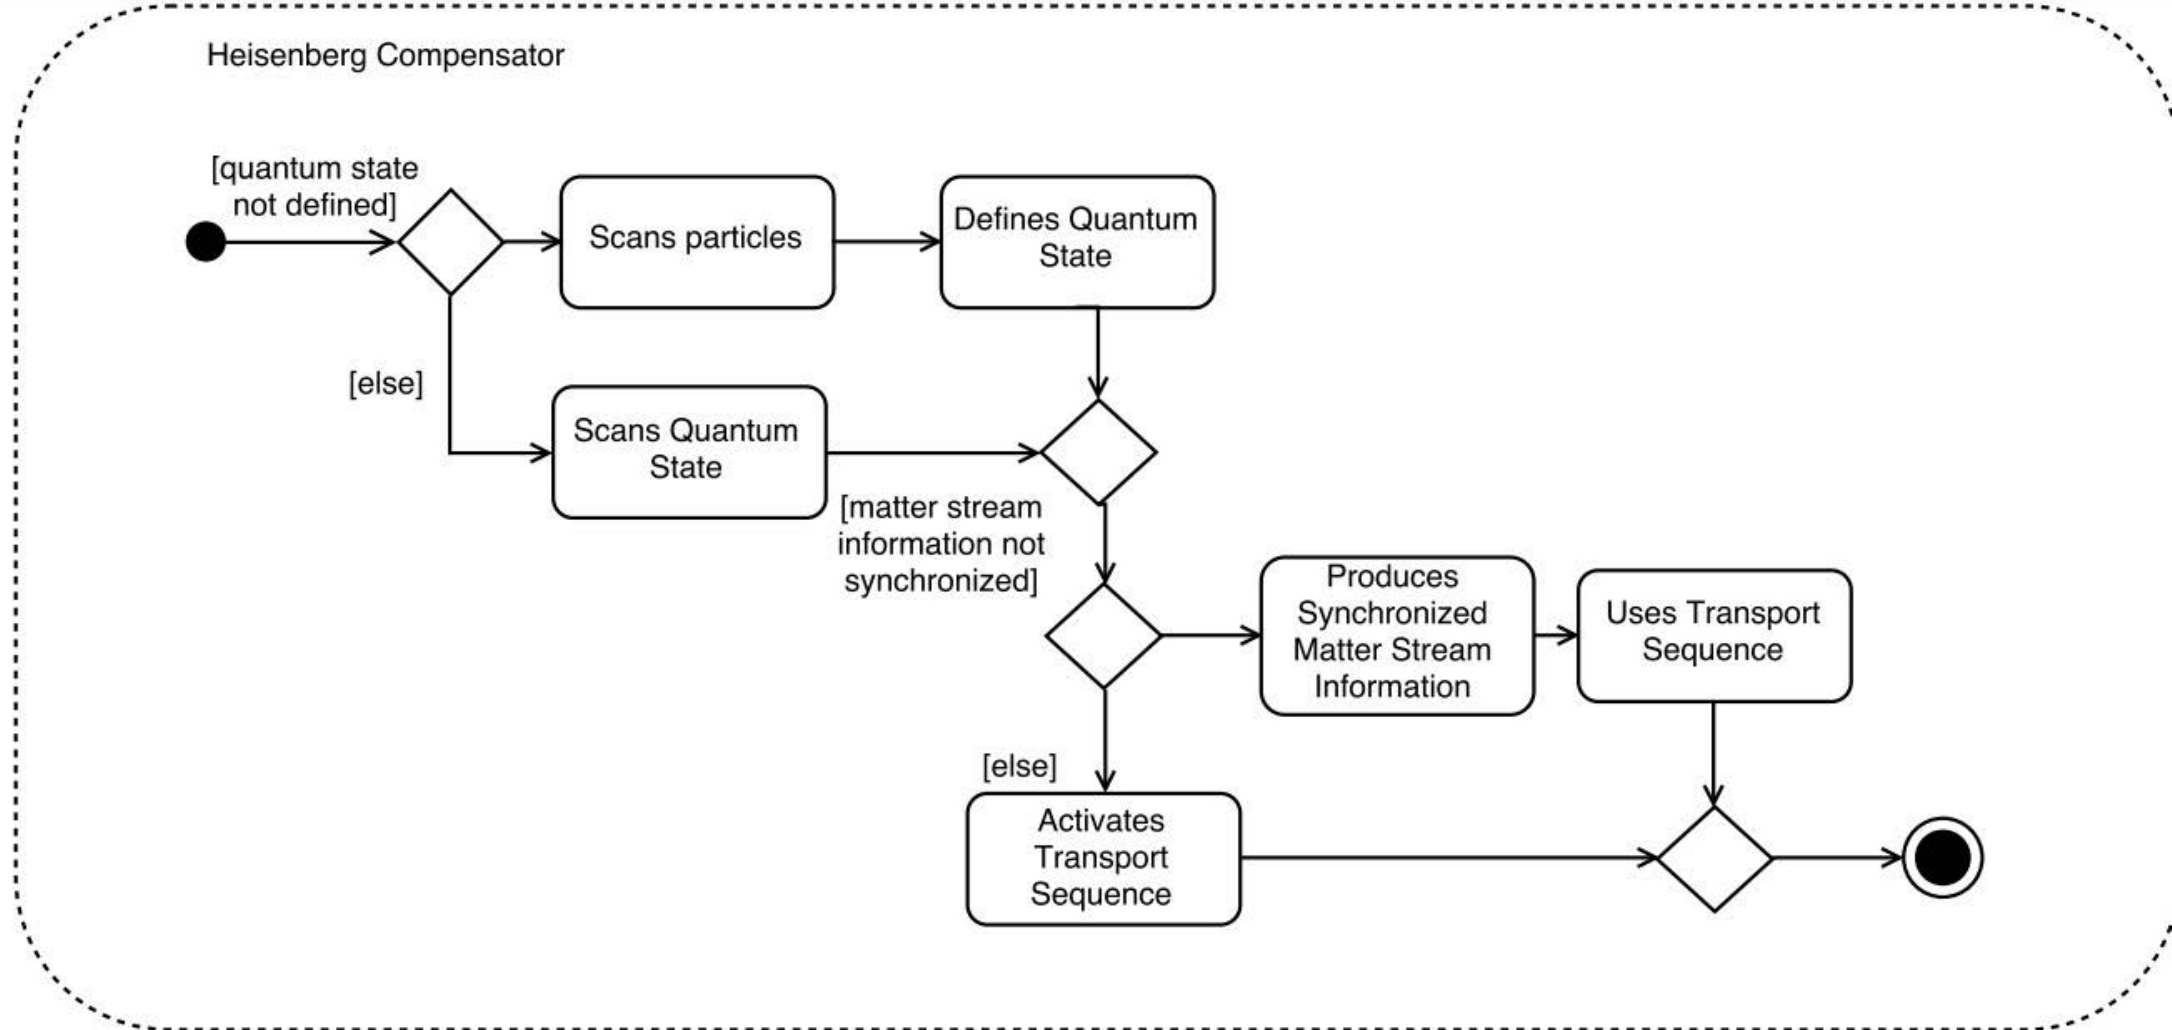 Heisenberg Compensator
[quantum state
not defined]
Scans particles
Defines Quantum
State
[else]
Scans Quantum
State
[matter stream
information not
synchronized]
Produces
Synchronized
Matter Stream
Information
Uses Transport
Sequence
[else]
Activates
Transport
Sequence